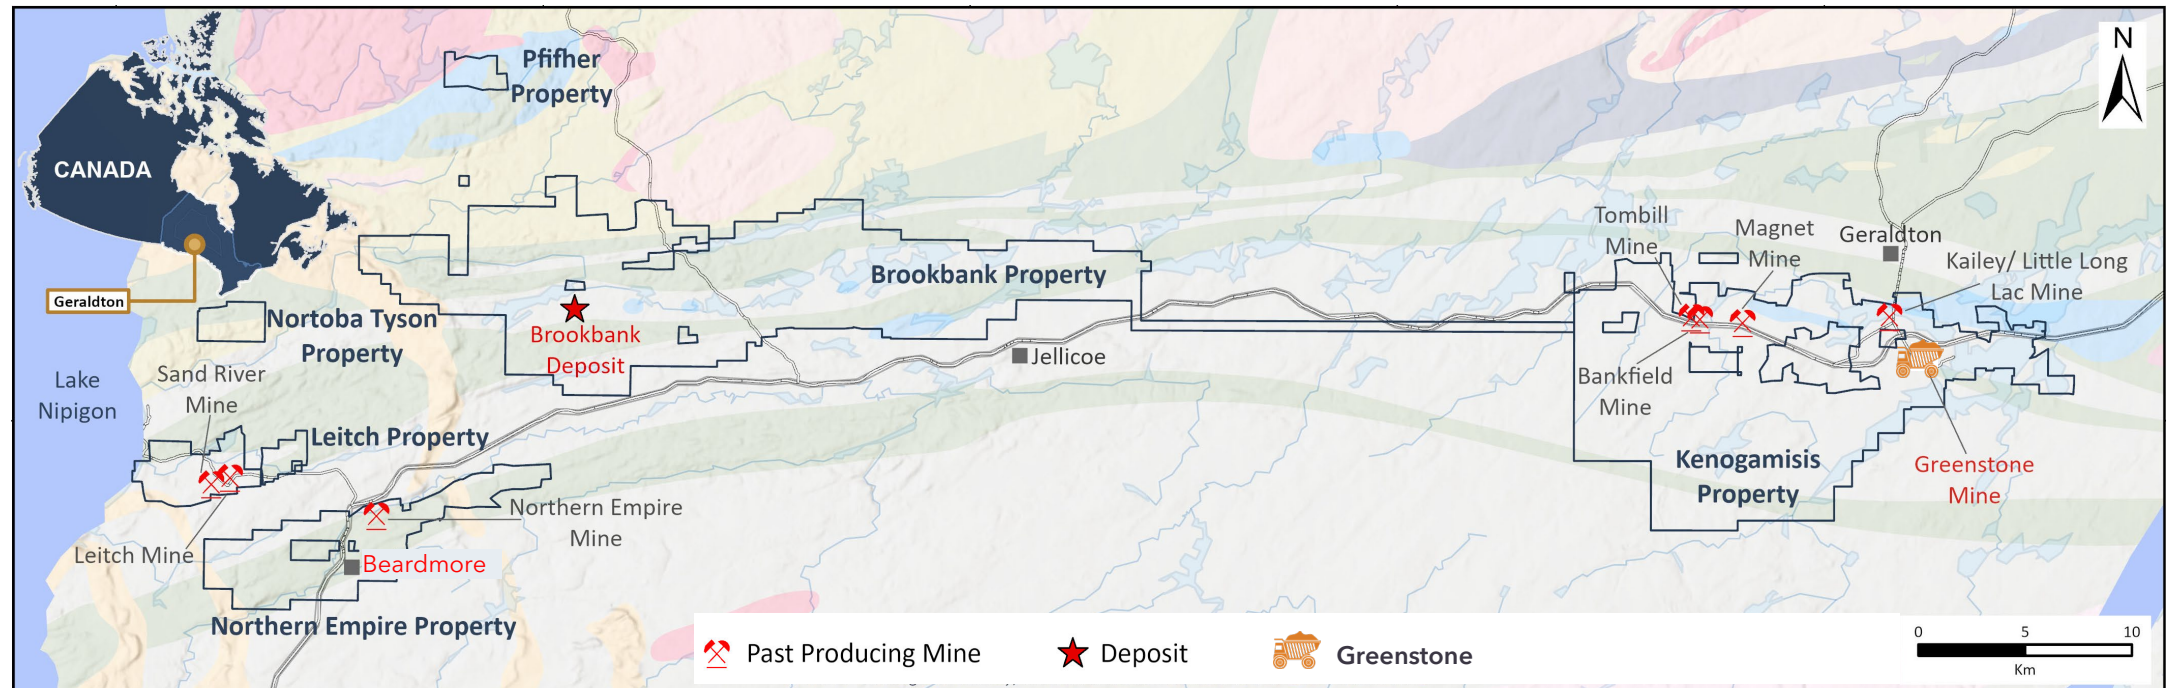 Pfifher
Property
N
CANADA
Geraldton
Nortoba Tyson
Property
Brookbank
Deposit
Brookbank Property
Jellicoe
Tombill
Mine
Magnet
Mine
Geraldton
Kailey/ Little Long
Lac Mine
Bankfield
Mine
Kenogamisis
Property
Greenstone
Mine
Lake
Nipigon
Sand River
Mine
Leitch Property
Leitch Mine
Northern Empire
Mine
Beardmore
Northern Empire Property
Past Producing Mine
Deposit
Greenstone
0 5 10
Km